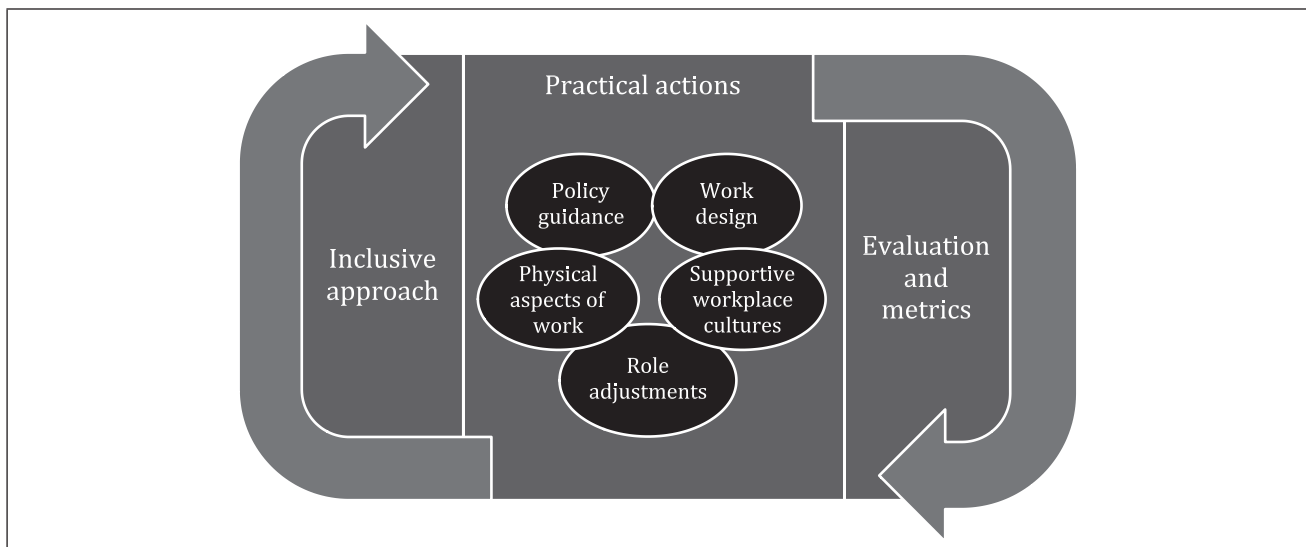 Practical actions
Policy
guidance
Work
design
Inclusive
approach
Physical
aspects of
work
Supportive
workplace
cultures
Evaluation
and
metrics
Role
adjustments